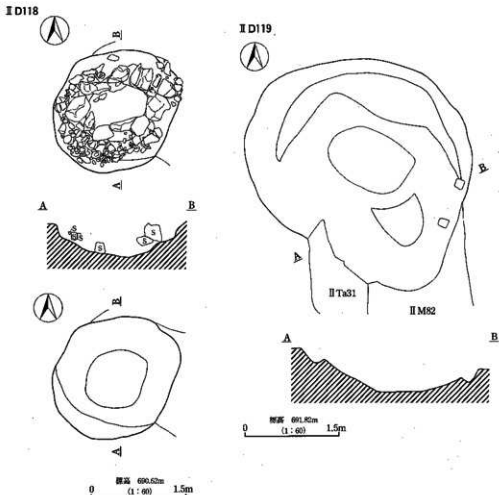 ⅡD118
B
A
A B
S S S S S
B
A
標高 690.62m
(1:60)
0 1.5m
ⅡD119
B
A
ⅡTa31
ⅡM82
A B
標高 691.82m
(1:60)
0 1.5m